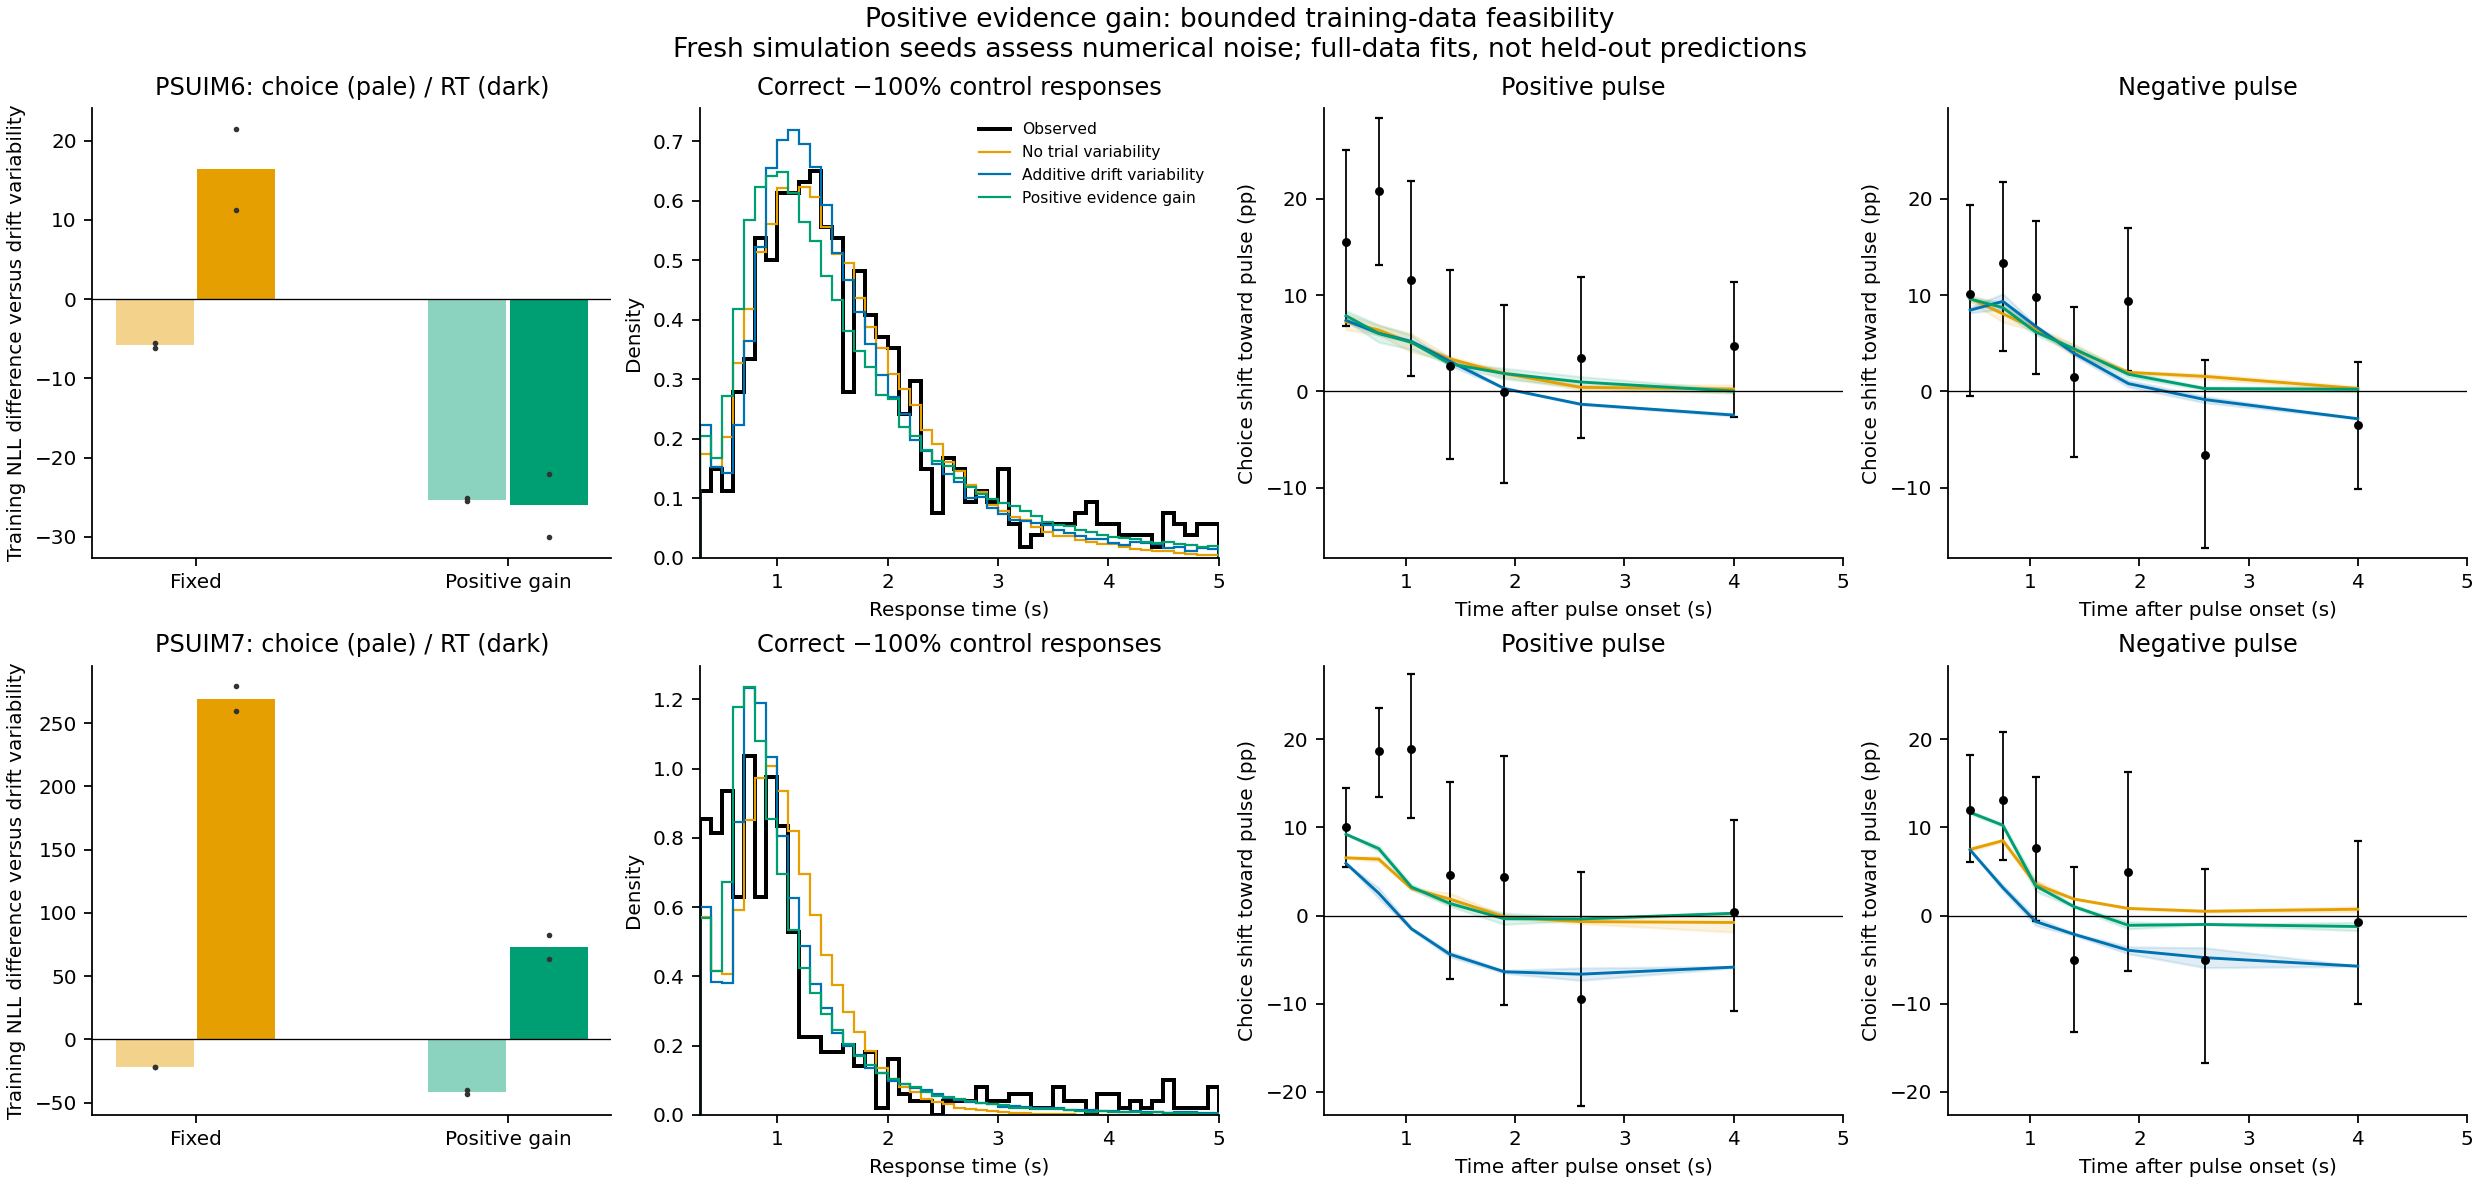 Positive evidence gain: bounded training-data feasibility
Fresh simulation seeds assess numerical noise; full-data fits, not held-out predictions
PSUIM6: choice (pale) / RT (dark)
Training NLL difference versus drift variability
20
10
0
−10
−20
−30
Fixed
Positive gain
Correct −100% control responses
Density
0.7
0.6
0.5
0.4
0.3
0.2
0.1
0.0
Observed
No trial variability
Additive drift variability
Positive evidence gain
1
2
3
4
5
Response time (s)
Positive pulse
Choice shift toward pulse (pp)
20
10
0
−10
1
2
3
4
5
Time after pulse onset (s)
Negative pulse
Choice shift toward pulse (pp)
20
10
0
−10
1
2
3
4
5
Time after pulse onset (s)
PSUIM7: choice (pale) / RT (dark)
Training NLL difference versus drift variability
250
200
150
100
50
0
−50
Fixed
Positive gain
Correct −100% control responses
Density
1.2
1.0
0.8
0.6
0.4
0.2
0.0
1
2
3
4
5
Response time (s)
Positive pulse
Choice shift toward pulse (pp)
20
10
0
−10
−20
1
2
3
4
5
Time after pulse onset (s)
Negative pulse
Choice shift toward pulse (pp)
20
10
0
−10
−20
1
2
3
4
5
Time after pulse onset (s)